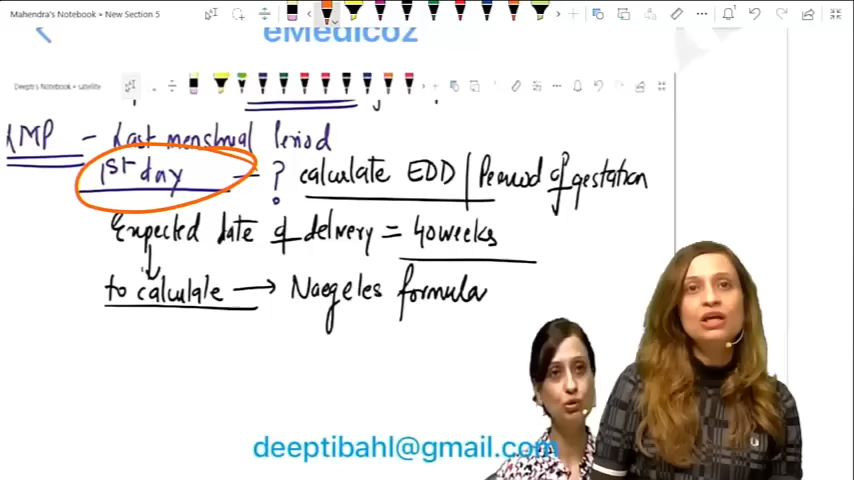 Mahendra's Notebook • New Section 5
eMedicoz
Deepti's Notebook • satellite
LMP - Last menstrual Period
1st day - ? calculate EDD | Period of gestation
Expected date of delivery = 40weeks
to calculate → Naegeles formula
deeptibahl@gmail.com